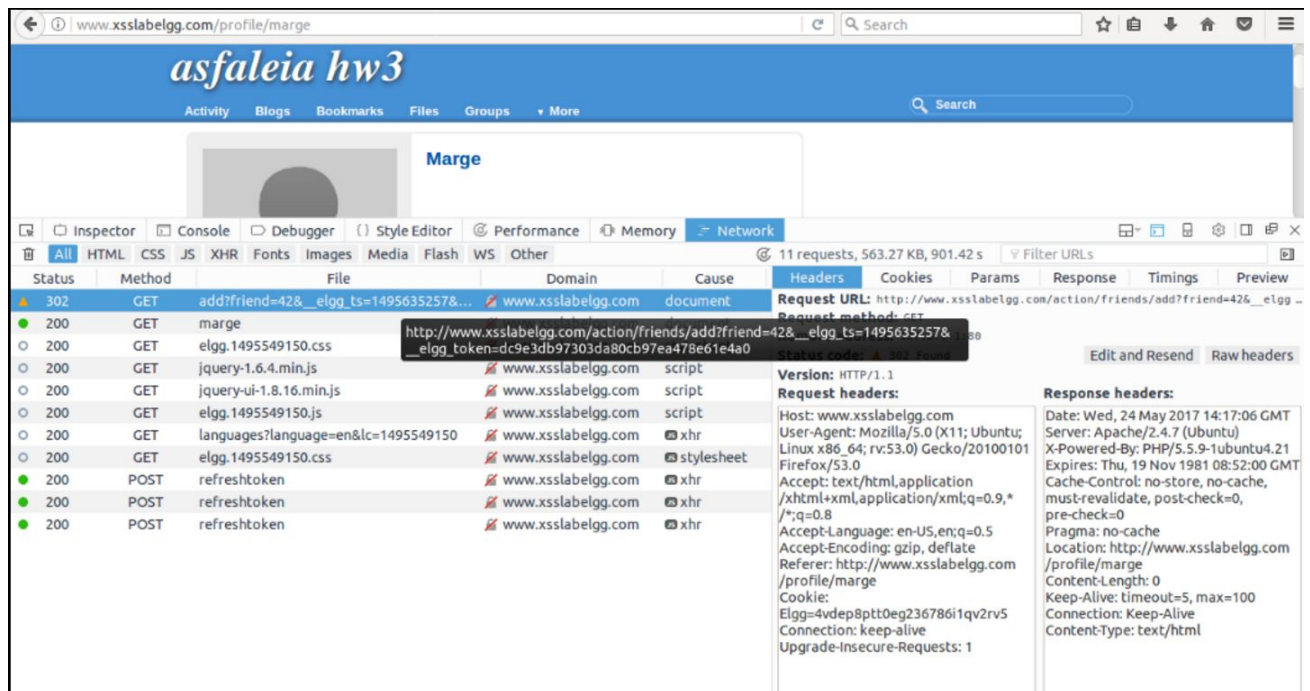 www.xsslabelgg.com/profile/marge
Search
asfaleia hw3
Activity Blogs Bookmarks Files Groups ▾ More
Search
Marge
Inspector Console Debugger {} Style Editor Performance Memory Network
All HTML CSS JS XHR Fonts Images Media Flash WS Other
11 requests, 563.27 KB, 901.42 s
Filter URLs
Status Method File Domain Cause
302 GET add?friend=42&__elgg_ts=1495635257&... www.xsslabelgg.com document
200 GET marge
200 GET elgg.1495549150.css
200 GET jquery-1.6.4.min.js www.xsslabelgg.com script
200 GET jquery-ui-1.8.16.min.js www.xsslabelgg.com script
200 GET elgg.1495549150.js www.xsslabelgg.com script
200 GET languages?language=en&lc=1495549150 www.xsslabelgg.com js xhr
200 GET elgg.1495549150.css www.xsslabelgg.com js stylesheet
200 POST refreshtoken www.xsslabelgg.com js xhr
200 POST refreshtoken www.xsslabelgg.com js xhr
200 POST refreshtoken www.xsslabelgg.com js xhr
http://www.xsslabelgg.com/action/friends/add?friend=42&__elgg_ts=1495635257&
__elgg_token=dc9e3db97303da80cb97ea478e61e4a0
Headers Cookies Params Response Timings Preview
Request URL: http://www.xsslabelgg.com/action/friends/add?friend=42&__elgg …
Request method: GET
:80
Status code: 302 Found
Edit and Resend Raw headers
Version: HTTP/1.1
Request headers:
Host: www.xsslabelgg.com
User-Agent: Mozilla/5.0 (X11; Ubuntu;
Linux x86_64; rv:53.0) Gecko/20100101
Firefox/53.0
Accept: text/html,application
/xhtml+xml,application/xml;q=0.9,*
/*;q=0.8
Accept-Language: en-US,en;q=0.5
Accept-Encoding: gzip, deflate
Referer: http://www.xsslabelgg.com
/profile/marge
Cookie:
Elgg=4vdep8ptt0eg236786i1qv2rv5
Connection: keep-alive
Upgrade-Insecure-Requests: 1
Response headers:
Date: Wed, 24 May 2017 14:17:06 GMT
Server: Apache/2.4.7 (Ubuntu)
X-Powered-By: PHP/5.5.9-1ubuntu4.21
Expires: Thu, 19 Nov 1981 08:52:00 GMT
Cache-Control: no-store, no-cache,
must-revalidate, post-check=0,
pre-check=0
Pragma: no-cache
Location: http://www.xsslabelgg.com
/profile/marge
Content-Length: 0
Keep-Alive: timeout=5, max=100
Connection: Keep-Alive
Content-Type: text/html